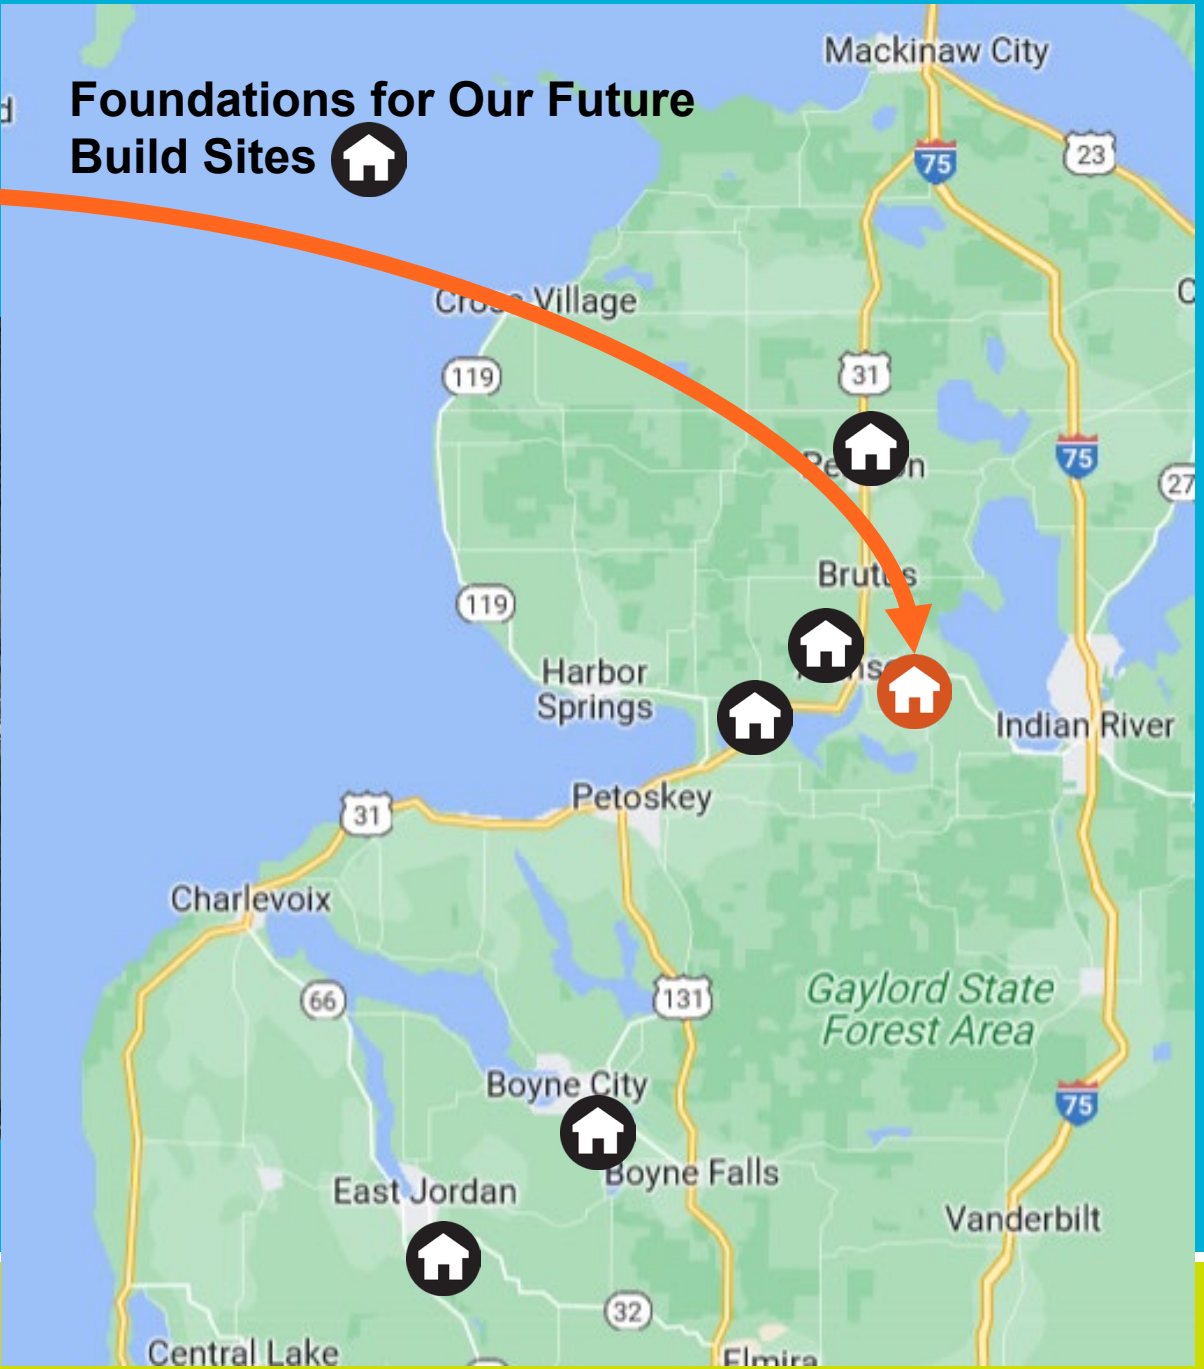 Foundations for Our Future
Build Sites
Mackinaw City
75
23
Cross Village
119
31
75
27
Brutus
119
Harbor
Springs
Indian River
Petoskey
31
Charlevoix
66
131
Gaylord State
Forest Area
Boyne City
75
Boyne Falls
East Jordan
Vanderbilt
32
Central Lake
Elmira